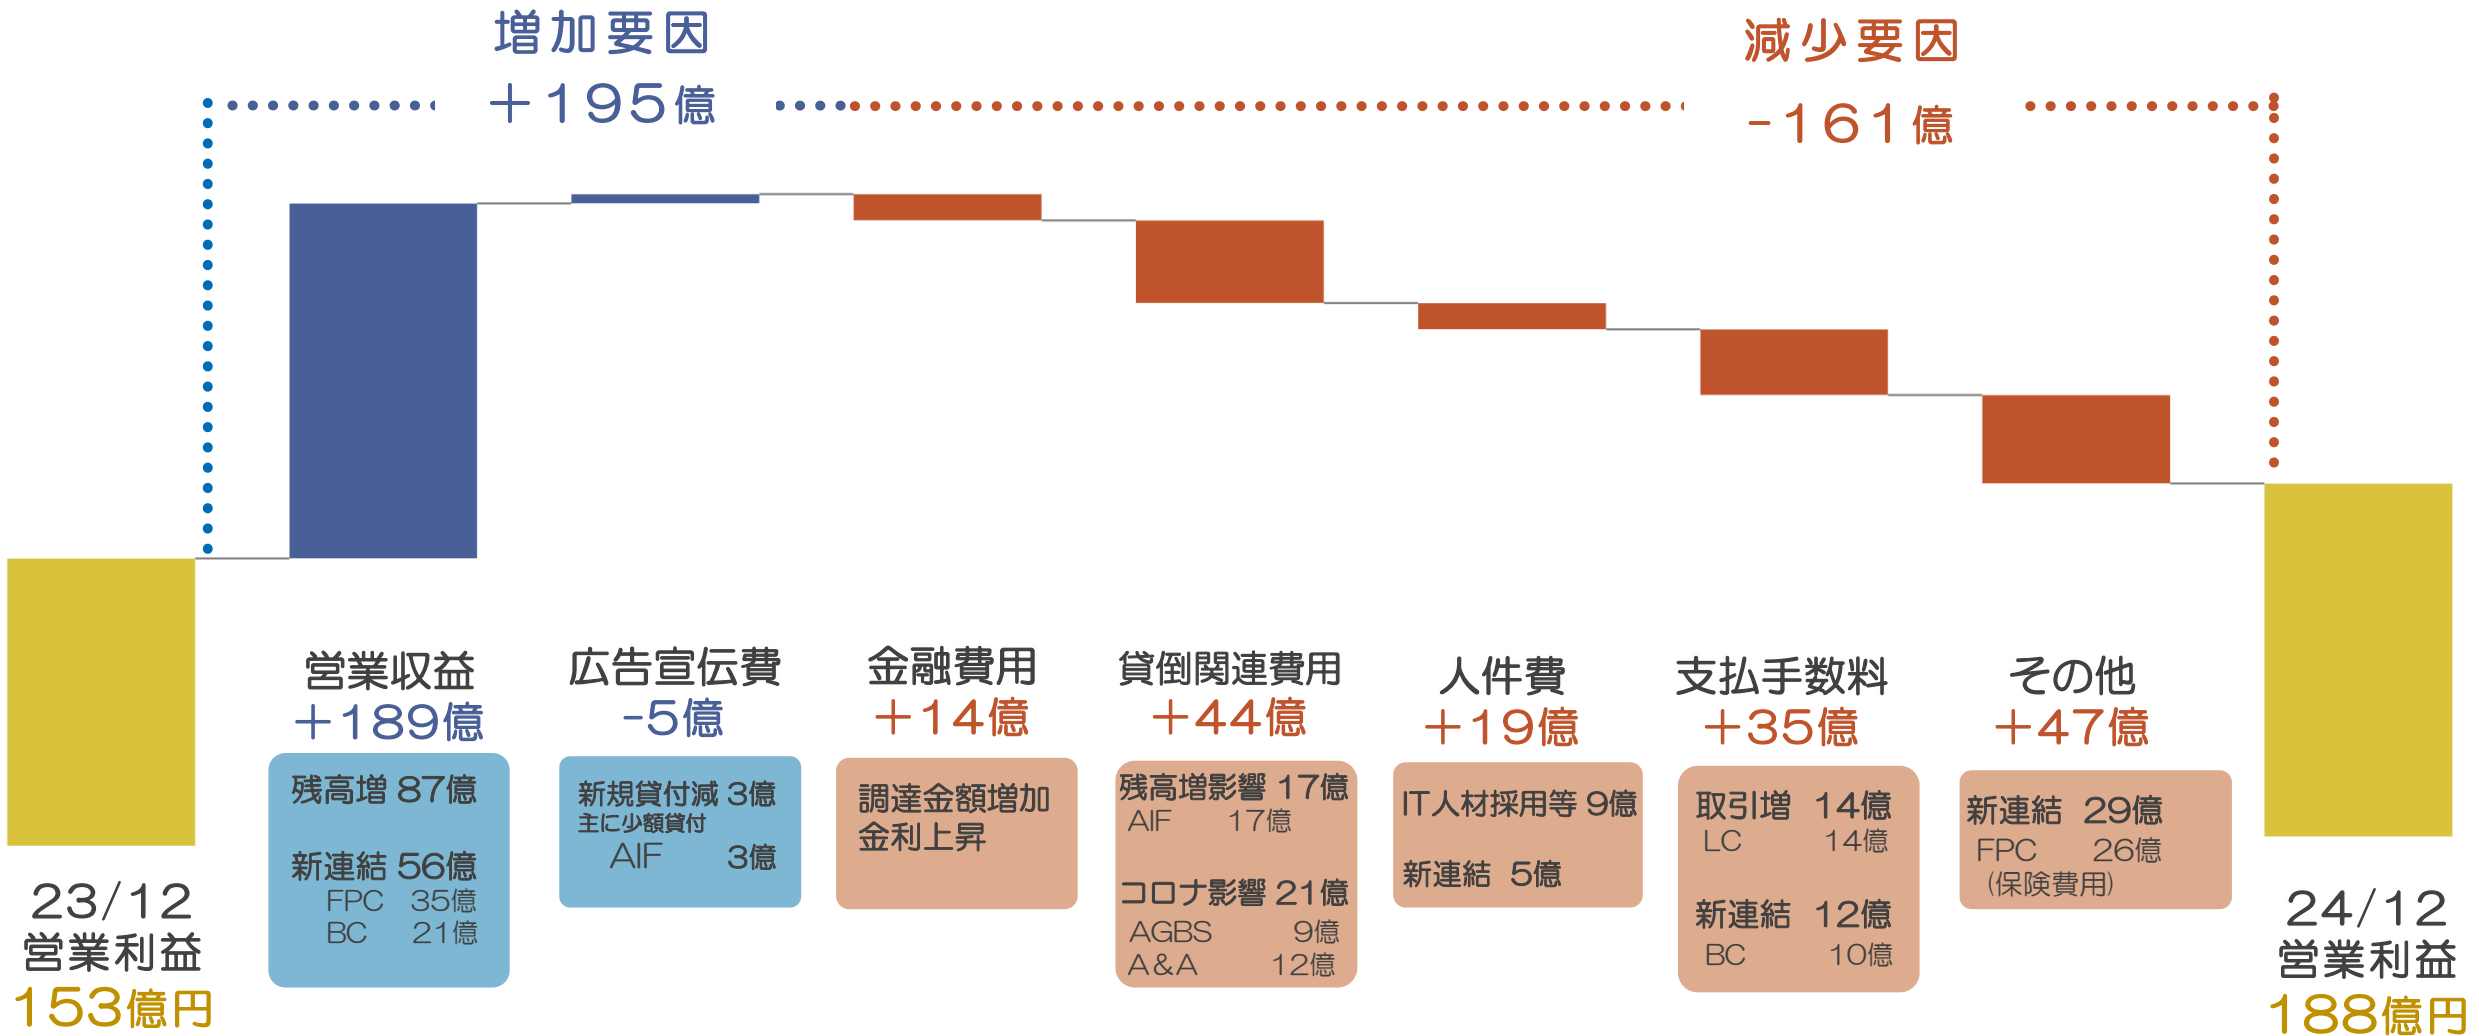 増加要因
+195億
減少要因
-161億
23/12
営業利益
153億円
営業収益
+189億
残高増 87億
新連結 56億
FPC 35億
BC 21億
広告宣伝費
-5億
新規貸付減 3億
主に少額貸付
AIF 3億
金融費用
+14億
調達金額増加
金利上昇
貸倒関連費用
+44億
残高増影響 17億
AIF 17億
コロナ影響 21億
AGBS 9億
A&A 12億
人件費
+19億
IT人材採用等 9億
新連結 5億
支払手数料
+35億
取引増 14億
LC 14億
新連結 12億
BC 10億
その他
+47億
新連結 29億
FPC 26億
(保険費用)
24/12
営業利益
188億円